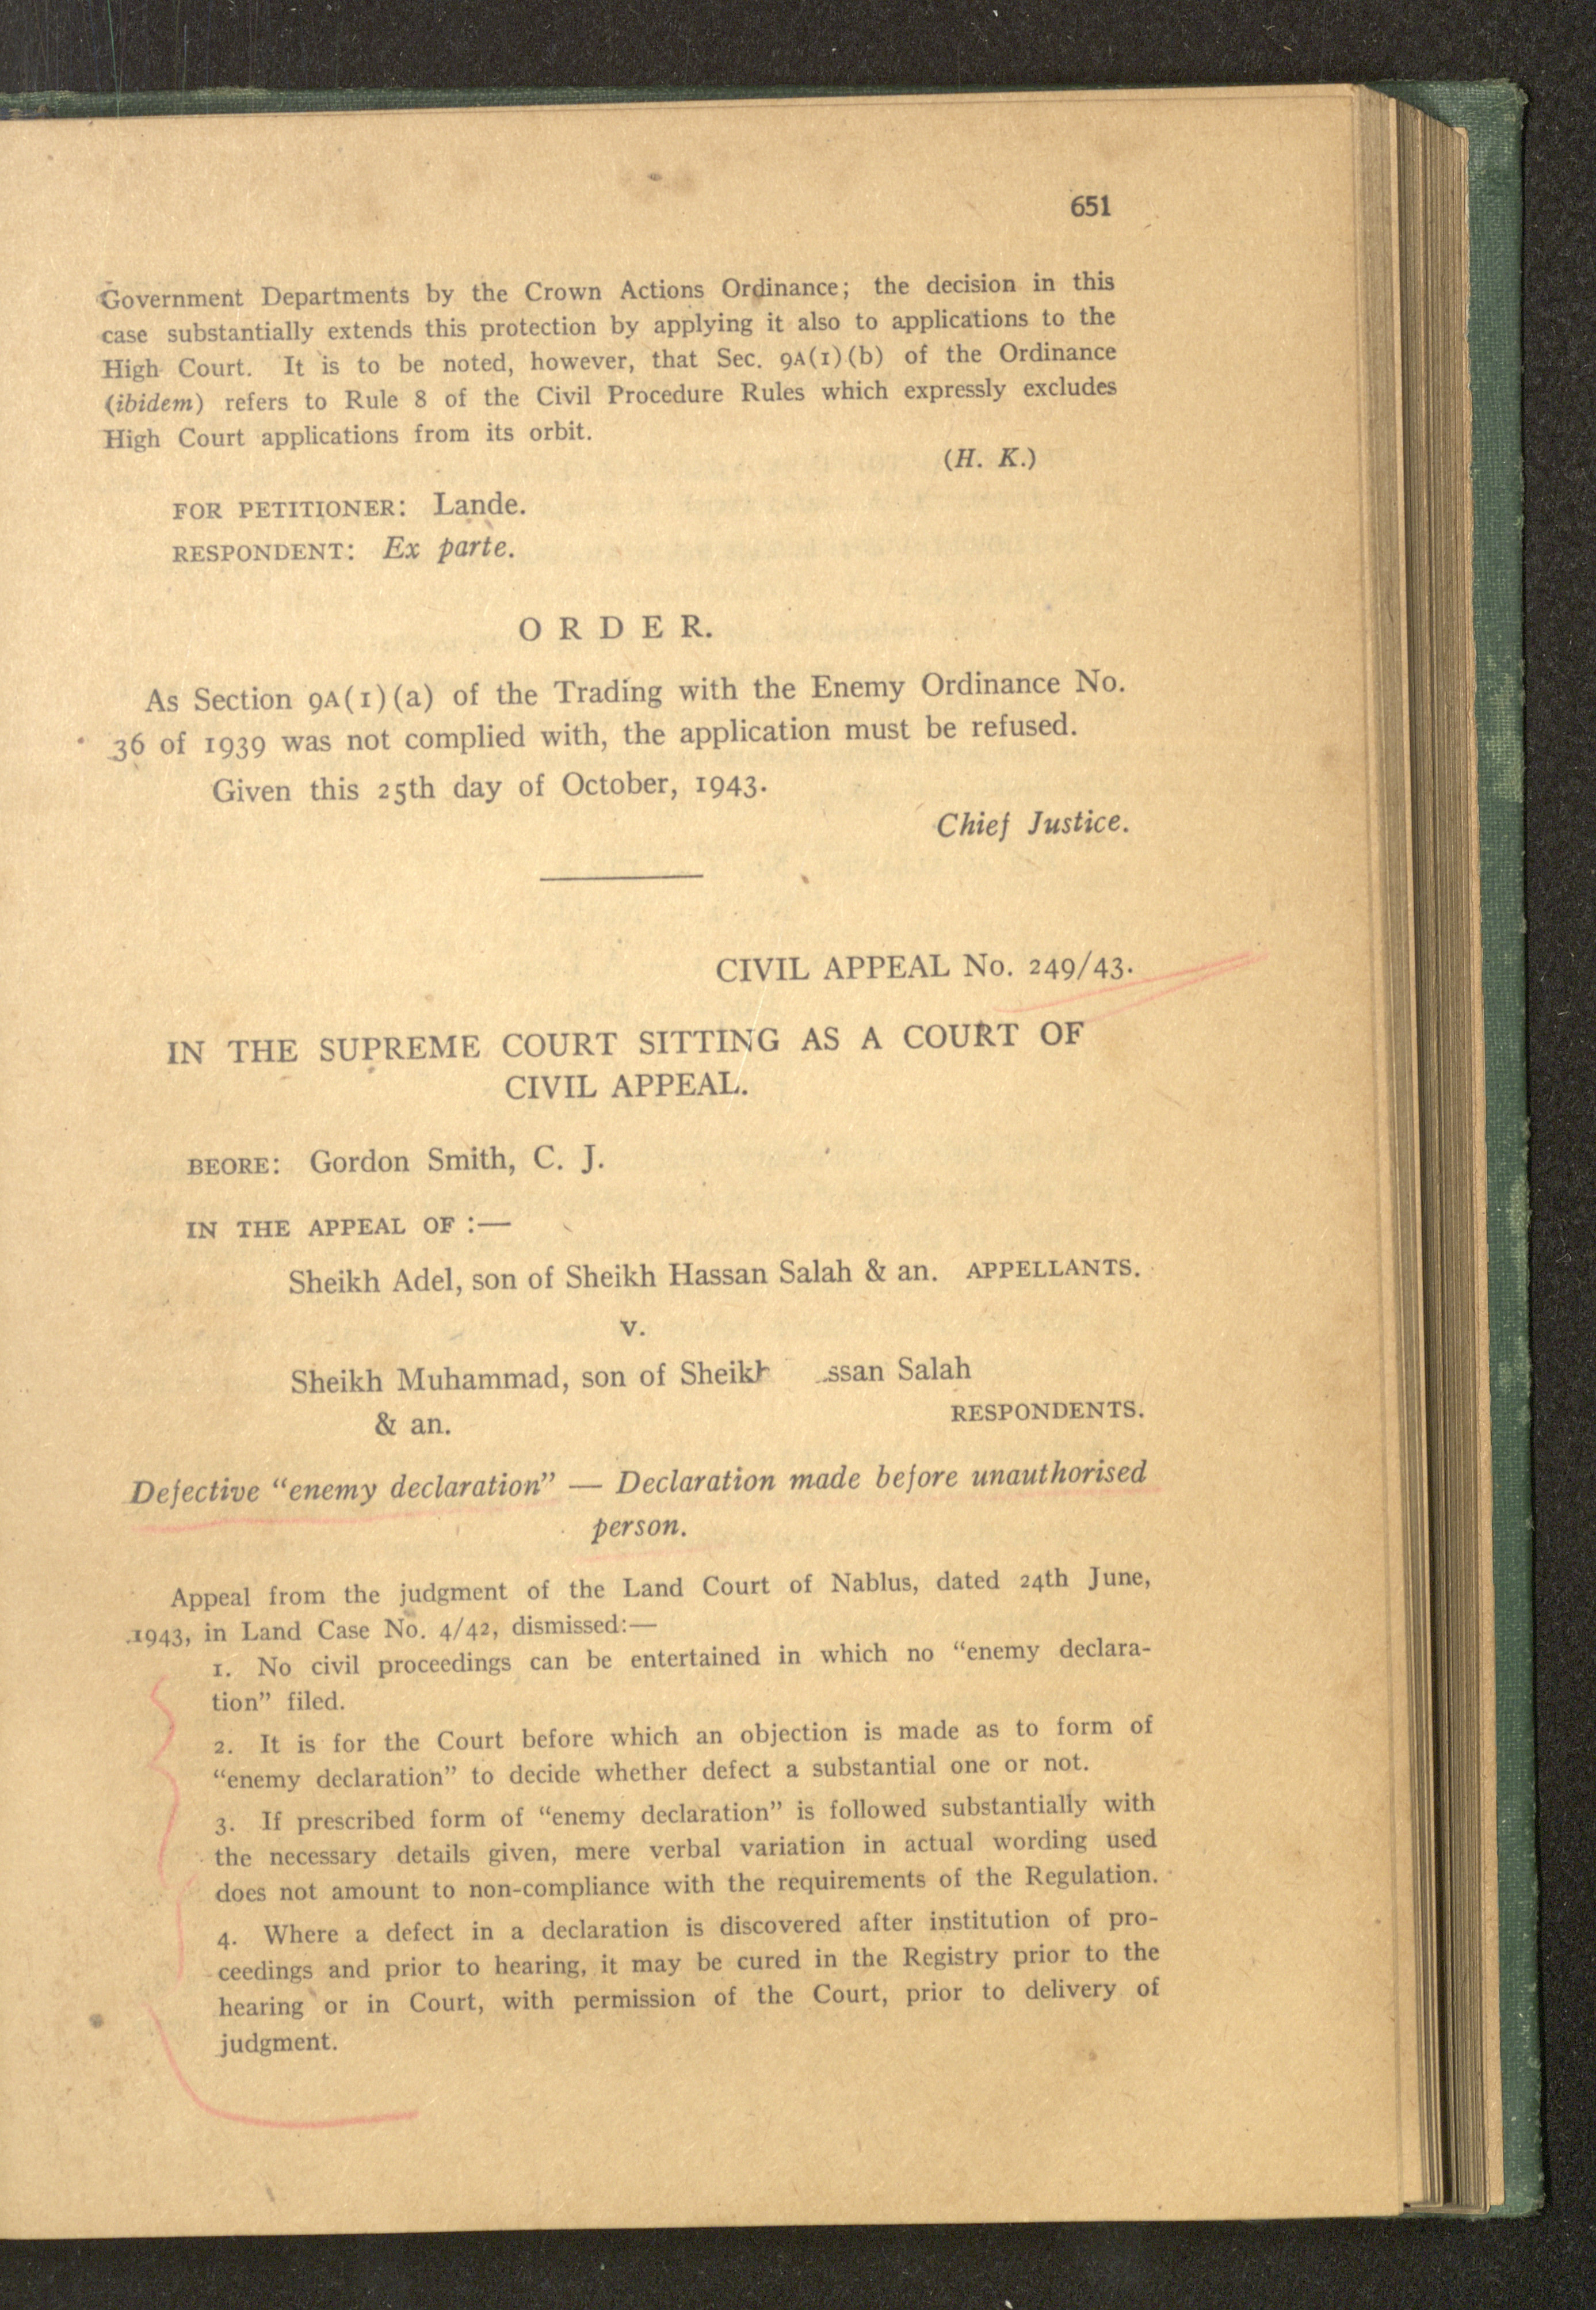 651
Government Departments by the Crown Actions Ordinance; the decision in this
case substantially extends this protection by applying it also to applications to the
High Court. It is to be noted, however, that Sec. 9A(1)(b) of the Ordinance
(ibidem) refers to Rule 8 of the Civil Procedure Rules which expressly excludes
High Court applications from its orbit.
(H. K.)
FOR PETITIONER: Lande.
RESPONDENT: Ex parte.
ORDER.
As Section 9A(1)(a) of the Trading with the Enemy Ordinance No.
36 of 1939 was not complied with, the application must be refused.
Given this 25th day of October, 1943.
Chief Justice.
CIVIL APPEAL No. 249/43.
IN THE SUPREME COURT SITTING AS A COURT OF
CIVIL APPEAL.
BEORE: Gordon Smith, C. J.
IN THE APPEAL OF :—
Sheikh Adel, son of Sheikh Hassan Salah & an. APPELLANTS.
v.
Sheikh Muhammad, son of Sheikh ssan Salah
& an. RESPONDENTS.
Defective “enemy declaration” — Declaration made before unauthorised
person.
Appeal from the judgment of the Land Court of Nablus, dated 24th June,
1943, in Land Case No. 4/42, dismissed:—
1. No civil proceedings can be entertained in which no “enemy declara-
tion” filed.
2. It is for the Court before which an objection is made as to form of
“enemy declaration” to decide whether defect a substantial one or not.
3. If prescribed form of “enemy declaration” is followed substantially with
the necessary details given, mere verbal variation in actual wording used
does not amount to non-compliance with the requirements of the Regulation.
4. Where a defect in a declaration is discovered after institution of pro-
ceedings and prior to hearing, it may be cured in the Registry prior to the
hearing or in Court, with permission of the Court, prior to delivery of
judgment.